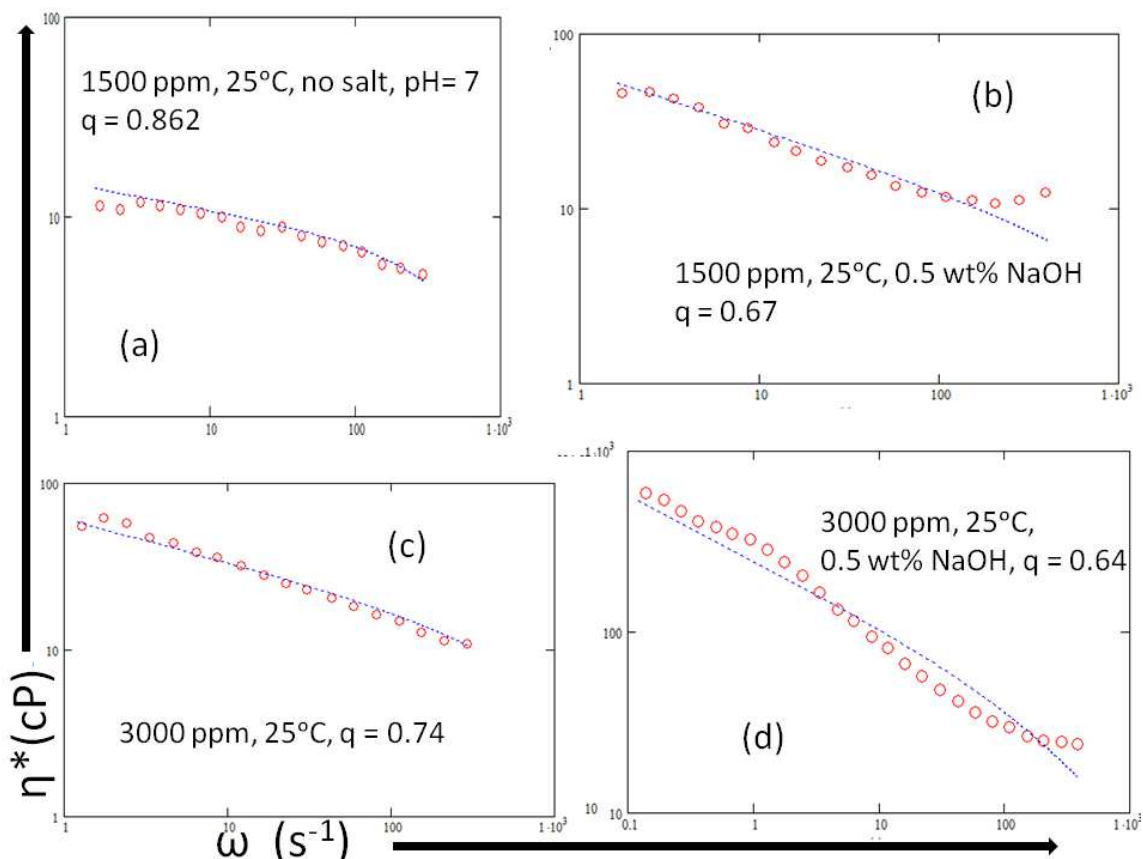 100
10
1
1
10
100
1·10³
1500 ppm, 25°C, no salt, pH= 7
q = 0.862
(a)
100
10
1
1
10
100
1·10³
(b)
1500 ppm, 25°C, 0.5 wt% NaOH
q = 0.67
100
10
1
1
10
100
1·10³
(c)
3000 ppm, 25°C, q = 0.74
1·10³
100
10
10
0.1
1
10
100
1·10³
3000 ppm, 25°C,
0.5 wt% NaOH, q = 0.64
(d)
η*(cP)
ω (s⁻¹)